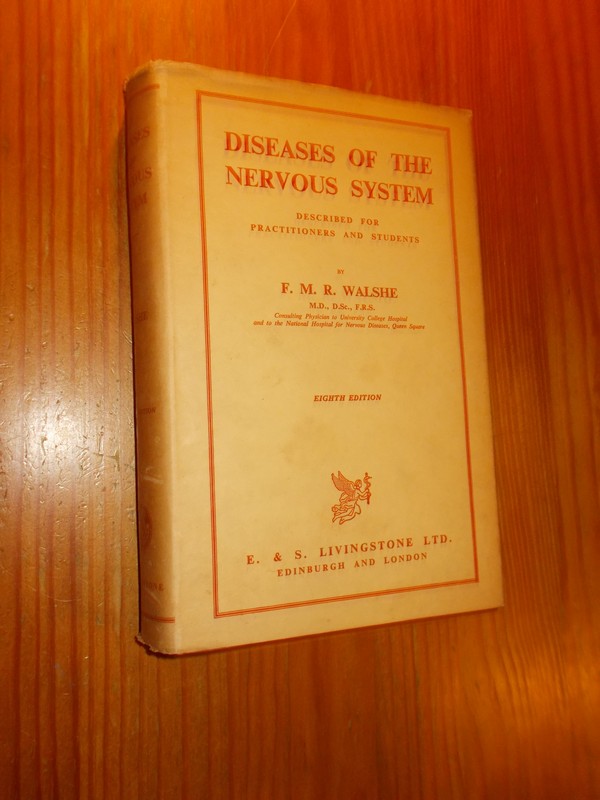 DISEASES OF THE
NERVOUS SYSTEM
DESCRIBED FOR
PRACTITIONERS AND STUDENTS
BY
F. M. R. WALSHE
M.D., D.Sc., F.R.S.
Consulting Physician to University College Hospital
and to the National Hospital for Nervous Diseases, Queen Square
EIGHTH EDITION
E. & S. LIVINGSTONE LTD.
EDINBURGH AND LONDON